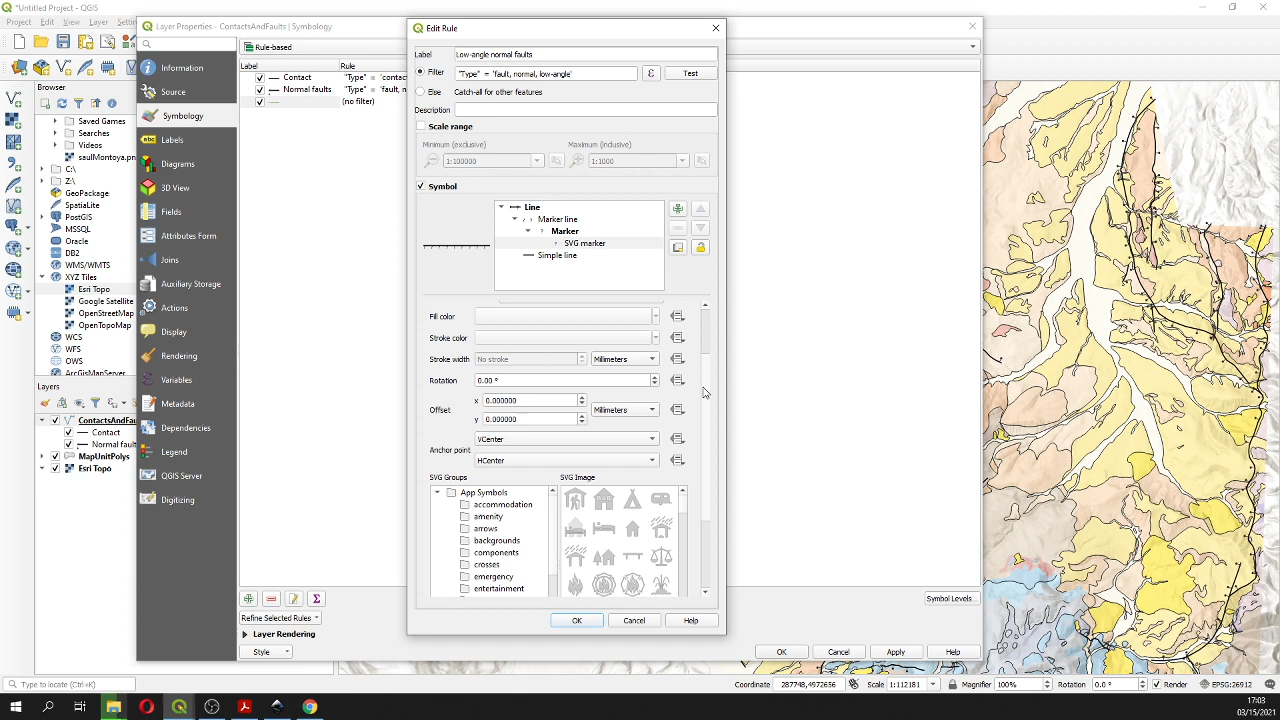 *Untitled Project — QGIS
Project Edit View Layer Settings
Layer Properties - ContactsAndFaults | Symbology
Edit Rule
Information
Source
Symbology
Labels
Diagrams
3D View
Fields
Attributes Form
Joins
Auxiliary Storage
Actions
Display
Rendering
Variables
Metadata
Dependencies
Legend
QGIS Server
Digitizing
Rule-based
Label Rule
Contact "Type" = 'contac
Normal faults "Type" = 'fault, n
(no filter)
Refine Selected Rules
Layer Rendering
Style
Symbol Levels...
OK Cancel Apply Help
Label Low-angle normal faults
Filter "Type" = 'fault, normal, low-angle' ε Test
Else Catch-all for other features
Description
Scale range
Minimum (exclusive) Maximum (inclusive)
1:100000 1:1000
Symbol
Line
Marker line
Marker
SVG marker
Simple line
Fill color
Stroke color
Stroke width No stroke Millimeters
Rotation 0.00 °
x 0.000000
Offset Millimeters
y 0.000000
VCenter
Anchor point
HCenter
SVG Groups SVG Image
App Symbols
accommodation
amenity
arrows
backgrounds
components
crosses
emergency
entertainment
OK Cancel Help
Browser
Saved Games
Searches
Videos
saulMontoya.pn
C:\
Z:\
GeoPackage
SpatiaLite
PostGIS
MSSQL
Oracle
DB2
WMS/WMTS
XYZ Tiles
Esri Topo
Google Satellite
OpenStreetMap
OpenTopoMap
WCS
WFS
OWS
ArcGisMapServer
Layers
ContactsAndFau
Contact
Normal fault
MapUnitPolys
Esri Topo
Type to locate (Ctrl+K)
Coordinate 287748,4972656 Scale 1:112181 Magnifier 100% Rotation 0.0 ° Render EPSG:26912
17:03
03/15/2021